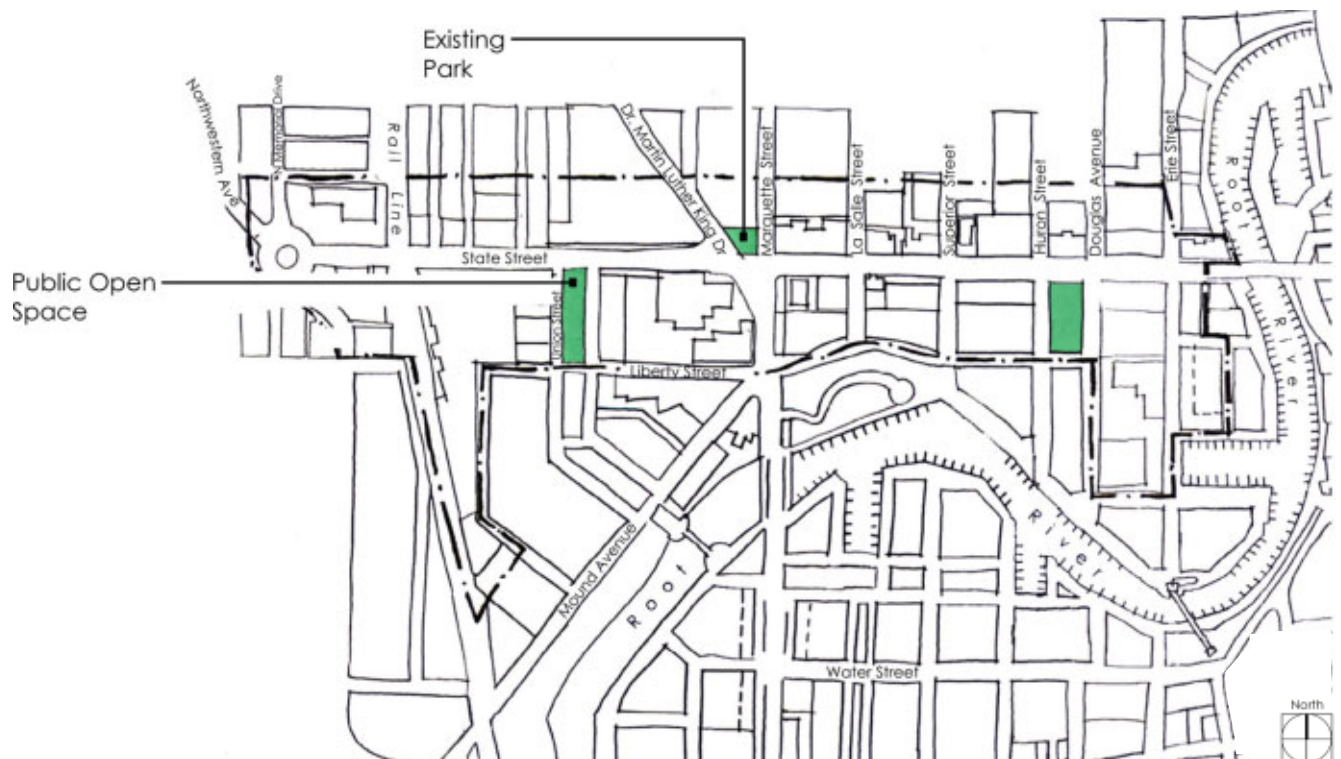 Existing
Park
Northwestern Ave
N Memorial Drive
Rail Line
Dr. Martin Luther King Dr
Marquette Street
La Salle Street
Superior Street
Huron Street
Douglas Avenue
Erie Street
Root
River
State Street
Public Open
Space
Union Street
Liberty Street
Mound Avenue
Root
River
Water Street
North